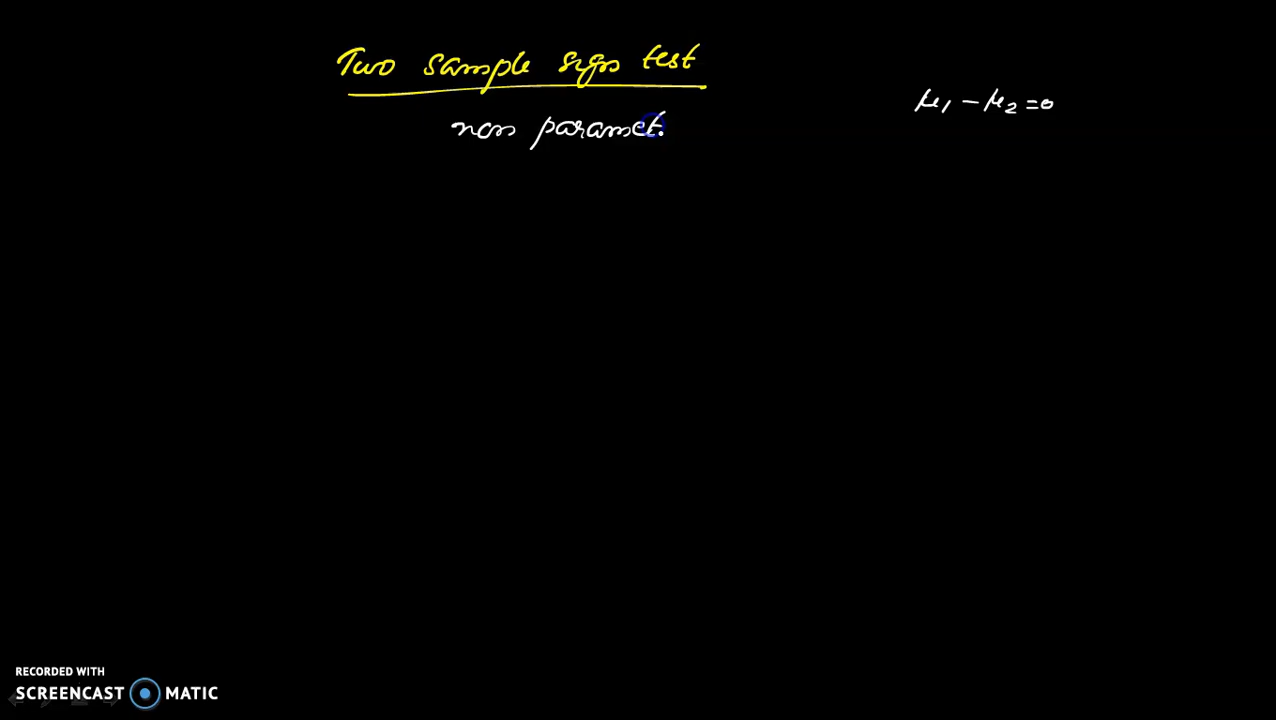 Two sample sign test
non paramet.
μ₁ - μ₂ = 0
RECORDED WITH
SCREENCAST MATIC